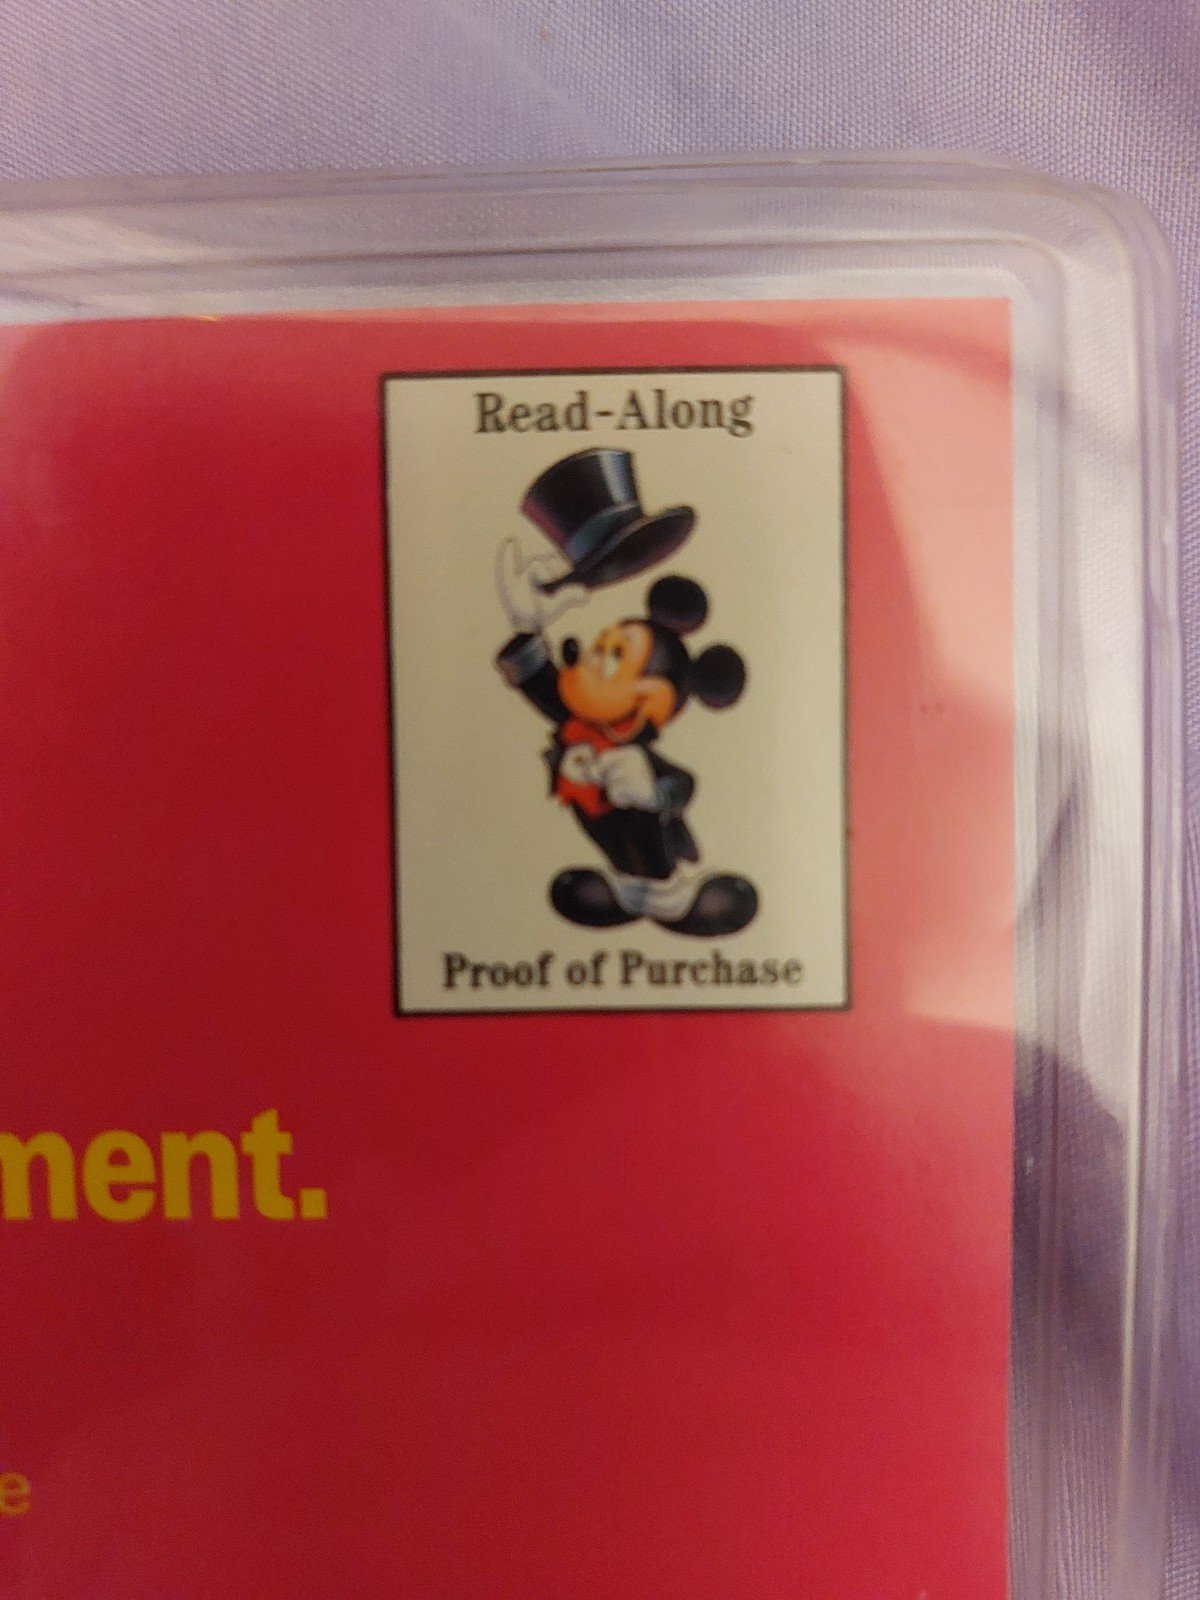 Read-Along
Proof of Purchase
ment.
e